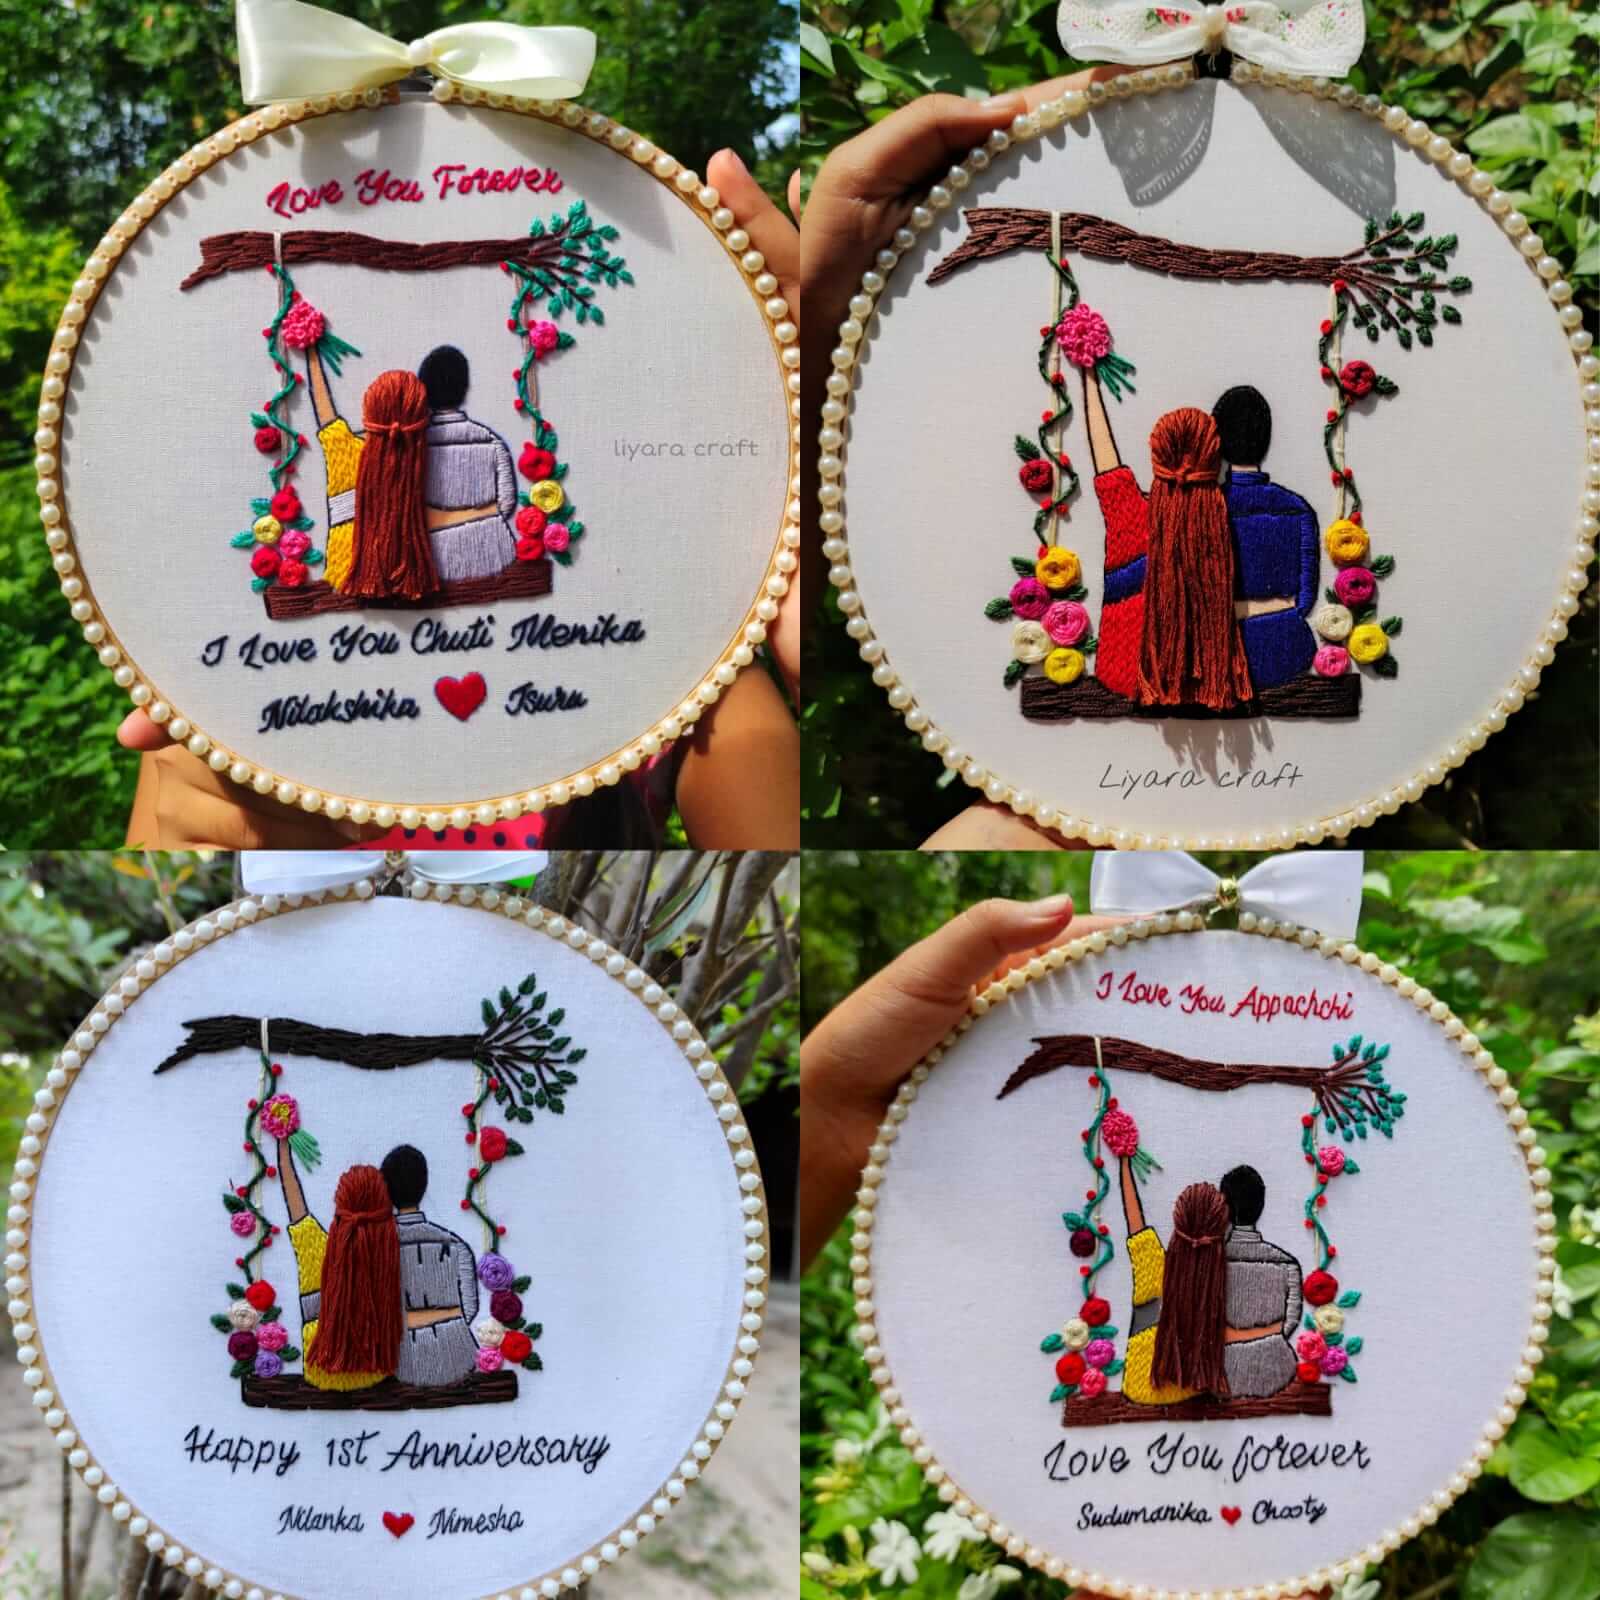 Love You Forever
liyara craft
I Love You Chuti Menika
Nilakshika Isuru
Liyara craft
Happy 1st Anniversary
Nilanka Nimesha
I Love You Appachchi
Love You forever
Sudumanika Chooty